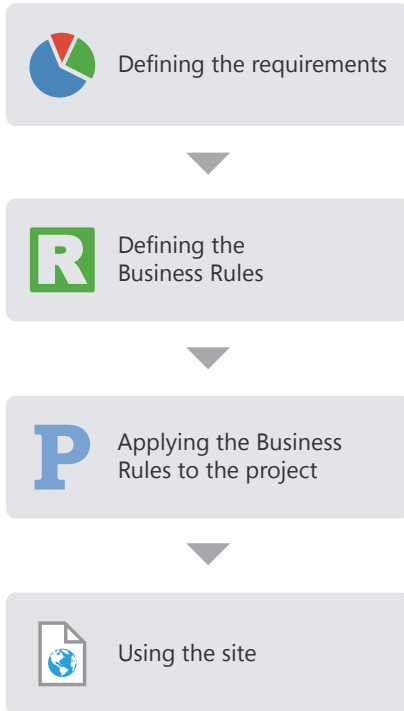 Defining the requirements
R
Defining the
Business Rules
P
Applying the Business
Rules to the project
Using the site